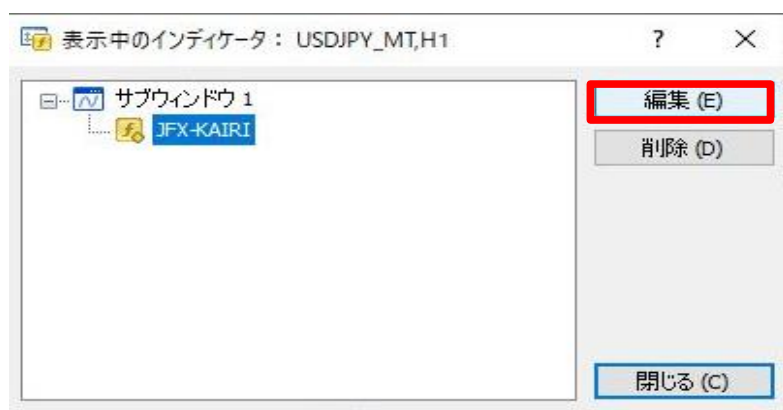 表示中のインディケータ： USDJPY_MT,H1 ?
サブウィンドウ 1
JFX-KAIRI
編集 (E)
削除 (D)
閉じる (C)